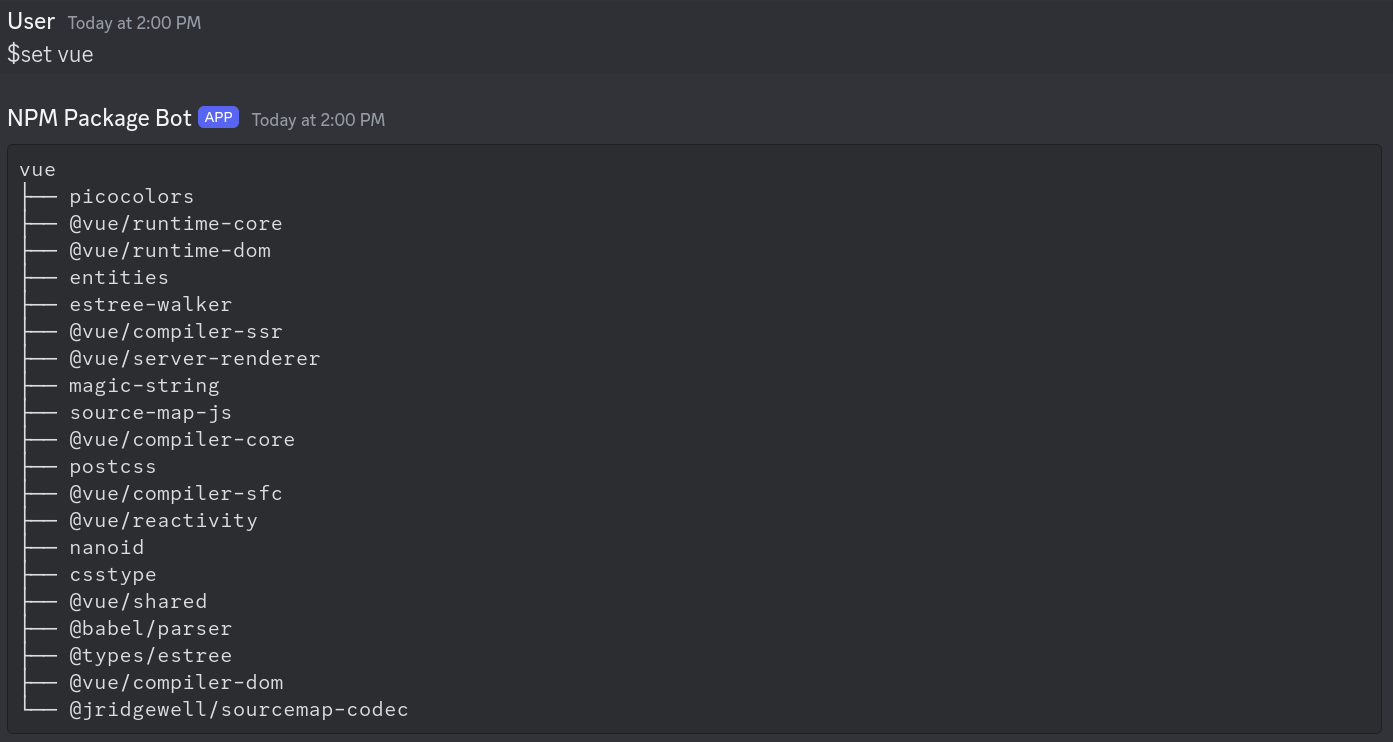 User Today at 2:00 PM
$set vue
NPM Package Bot APP Today at 2:00 PM
vue
├── picocolors
├── @vue/runtime-core
├── @vue/runtime-dom
├── entities
├── estree-walker
├── @vue/compiler-ssr
├── @vue/server-renderer
├── magic-string
├── source-map-js
├── @vue/compiler-core
├── postcss
├── @vue/compiler-sfc
├── @vue/reactivity
├── nanoid
├── csstype
├── @vue/shared
├── @babel/parser
├── @types/estree
├── @vue/compiler-dom
└── @jridgewell/sourcemap-codec